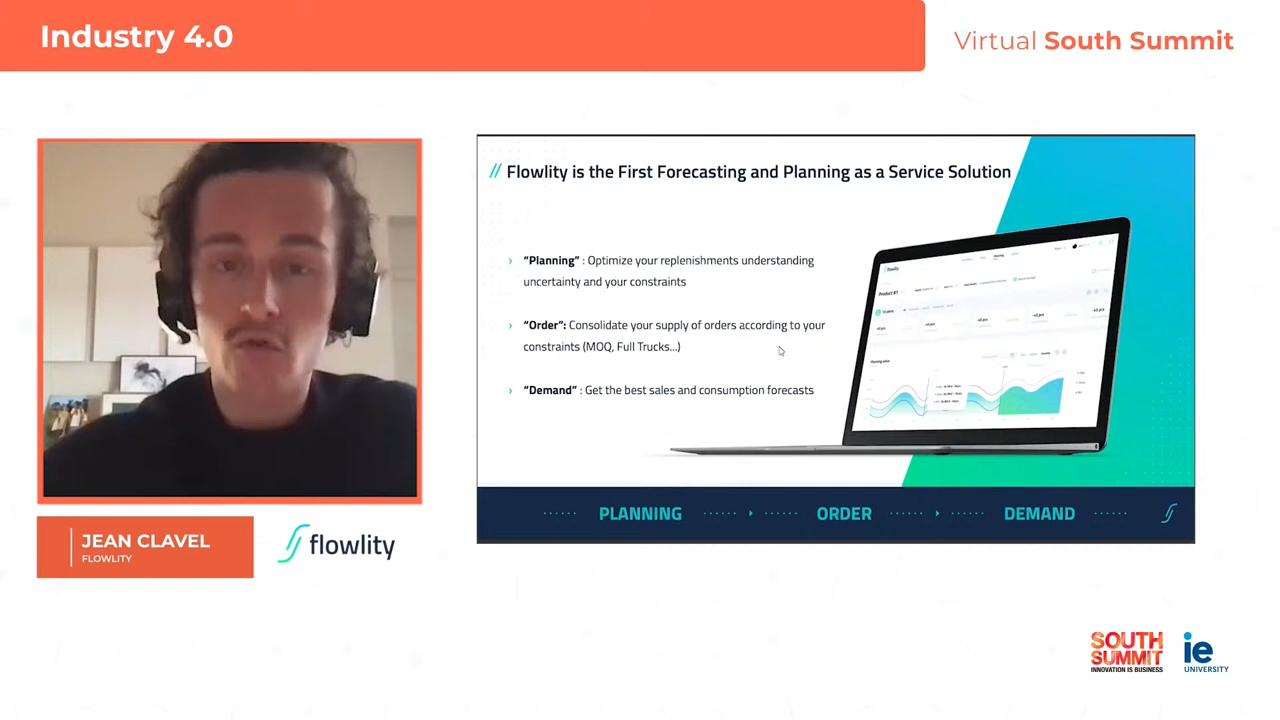 Industry 4.0
Virtual South Summit
// Flowlity is the First Forecasting and Planning as a Service Solution
› “Planning” : Optimize your replenishments understanding
uncertainty and your constraints
› “Order”: Consolidate your supply of orders according to your
constraints (MOQ, Full Trucks...)
› “Demand” : Get the best sales and consumption forecasts
flowlity
Product #1
PLANNING
ORDER
DEMAND
JEAN CLAVEL
FLOWLITY
flowlity
SOUTH
SUMMIT
INNOVATION IS BUSINESS
ie
UNIVERSITY